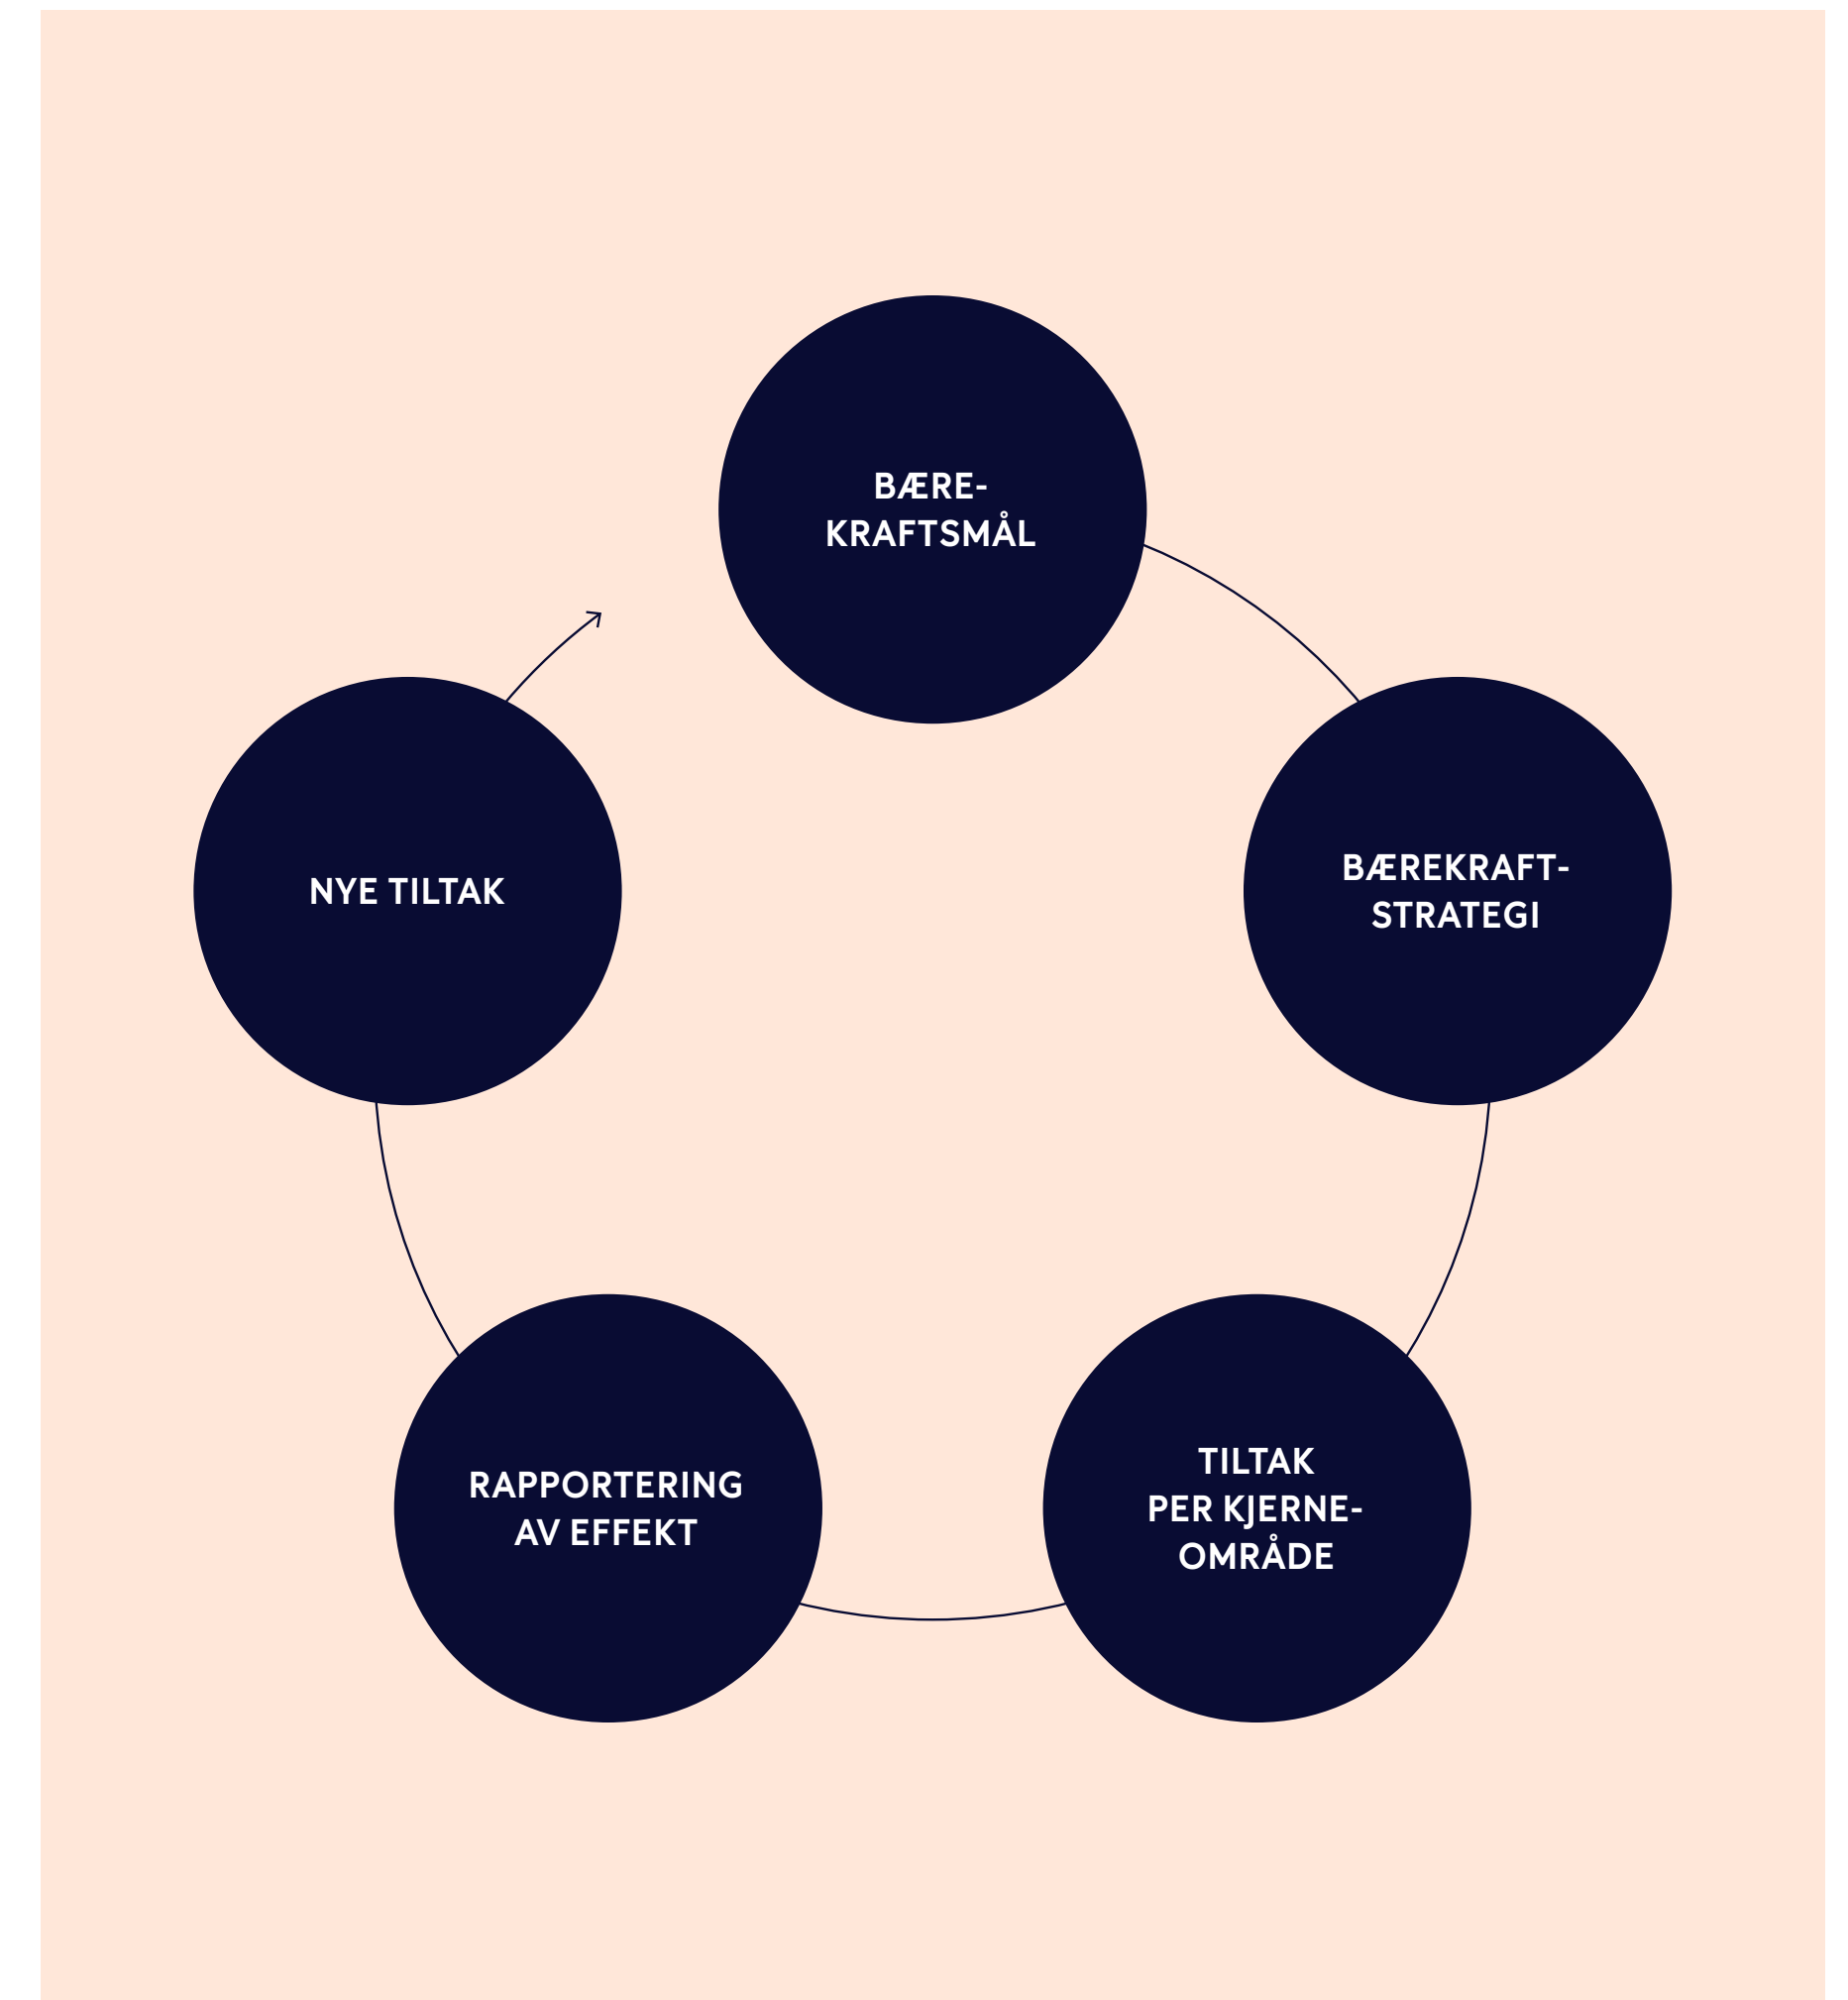 BÆRE-
KRAFTSMÅL
BÆREKRAFT-
STRATEGI
TILTAK
PER KJERNE-
OMRÅDE
RAPPORTERING
AV EFFEKT
NYE TILTAK